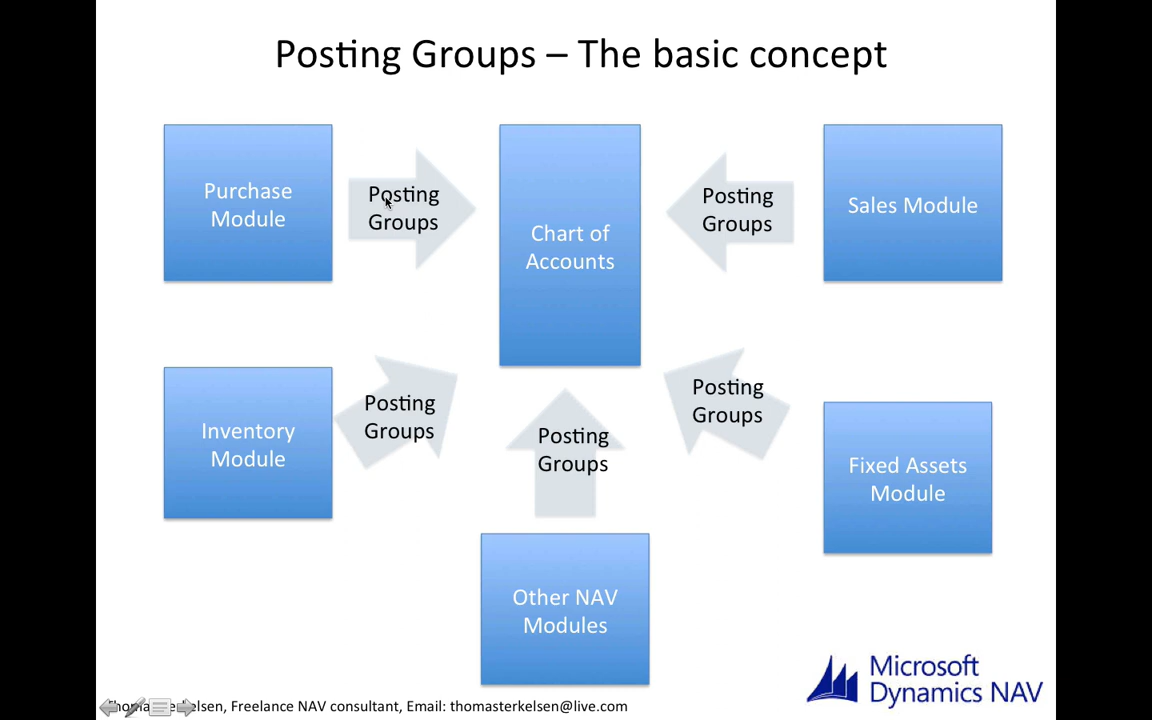 Posting Groups – The basic concept
Purchase
Module
Posting
Groups
Chart of
Accounts
Posting
Groups
Sales Module
Inventory
Module
Posting
Groups
Posting
Groups
Posting
Groups
Fixed Assets
Module
Other NAV
Modules
Microsoft
Dynamics NAV
Freelance NAV consultant, Email: thomasterkelsen@live.com